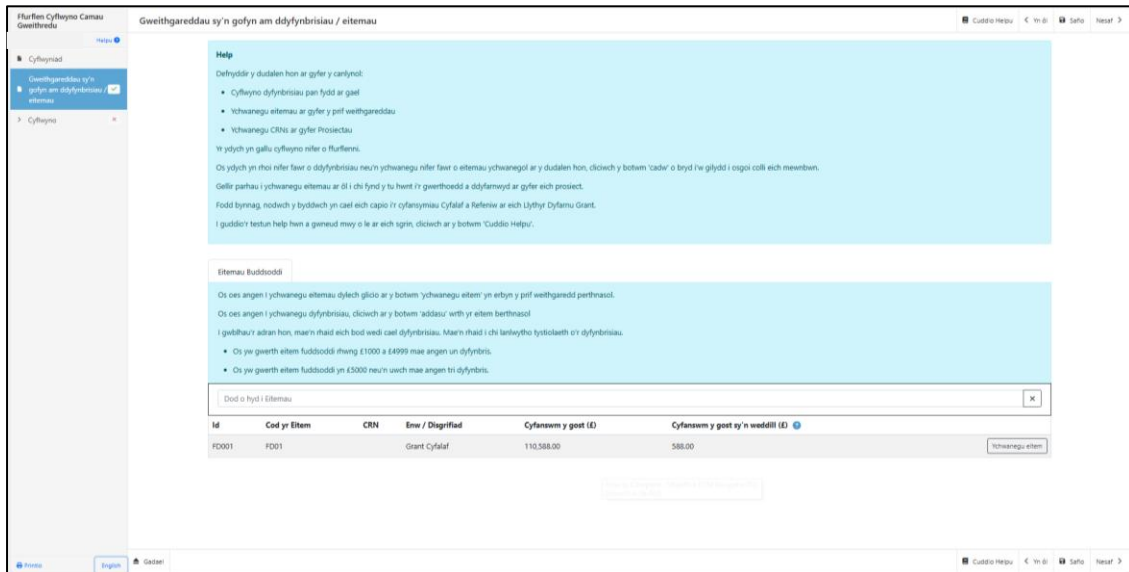 Ffurflen Cyflwyno Camau
Gweithredu
Helpu
Cyflwyniad
Gweithgareddau sy'n
gofyn am ddyfynbrisiau /
eitemau
Cyflwyno
Gweithgareddau sy'n gofyn am ddyfynbrisiau / eitemau
Cuddio Helpu
Yn ôl
Safio
Nesaf
Help
Defnyddir y dudalen hon ar gyfer y canlynol:
• Cyflwyno dyfynbrisiau pan fydd ar gael
• Ychwanegu eitemau ar gyfer y prif weithgareddau
• Ychwanegu CRNs ar gyfer Prosiectau
Yr ydych yn gallu cyflwyno nifer o ffurflenni.
Os ydych yn rhoi nifer fawr o ddyfynbrisiau neu'n ychwanegu nifer fawr o eitemau ychwanegol ar y dudalen hon, cliciwch y botwm 'cadw' o bryd i'w gilydd i osgoi colli eich mewnbwn.
Gellir parhau i ychwanegu eitemau ar ôl i chi fynd y tu hwnt i'r gwerthoedd a ddyfarnwyd ar gyfer eich prosiect.
Fodd bynnag, nodwch y byddwch yn cael eich capio i'r cyfansymiau Cyfalaf a Refeniw ar eich Llythyr Dyfarnu Grant.
I guddio'r testun help hwn a gwneud mwy o le ar eich sgrin, cliciwch ar y botwm 'Cuddio Helpu'.
Eitemau Buddsoddi
Os oes angen i ychwanegu eitemau dylech glicio ar y botwm 'ychwanegu eitem' yn erbyn y prif weithgaredd perthnasol.
Os oes angen i ychwanegu dyfynbrisiau, cliciwch ar y botwm 'addasu' wrth yr eitem berthnasol
I gwblhau'r adran hon, mae'n rhaid eich bod wedi cael dyfynbrisiau. Mae'n rhaid i chi lanlwytho tystiolaeth o'r dyfynbrisiau.
• Os yw gwerth eitem fuddsoddi rhwng £1000 a £4999 mae angen un dyfynbris.
• Os yw gwerth eitem fuddsoddi yn £5000 neu'n uwch mae angen tri dyfynbris.
Dod o hyd i Eitemau
Id Cod yr Eitem CRN Enw / Disgrifiad Cyfanswm y gost (£) Cyfanswm y gost sy'n weddill (£)
FD001 FD01 Grant Cyfalaf 110,588.00 588.00 Ychwanegu eitem
Printio
English
Gadael
Cuddio Helpu
Yn ôl
Safio
Nesaf